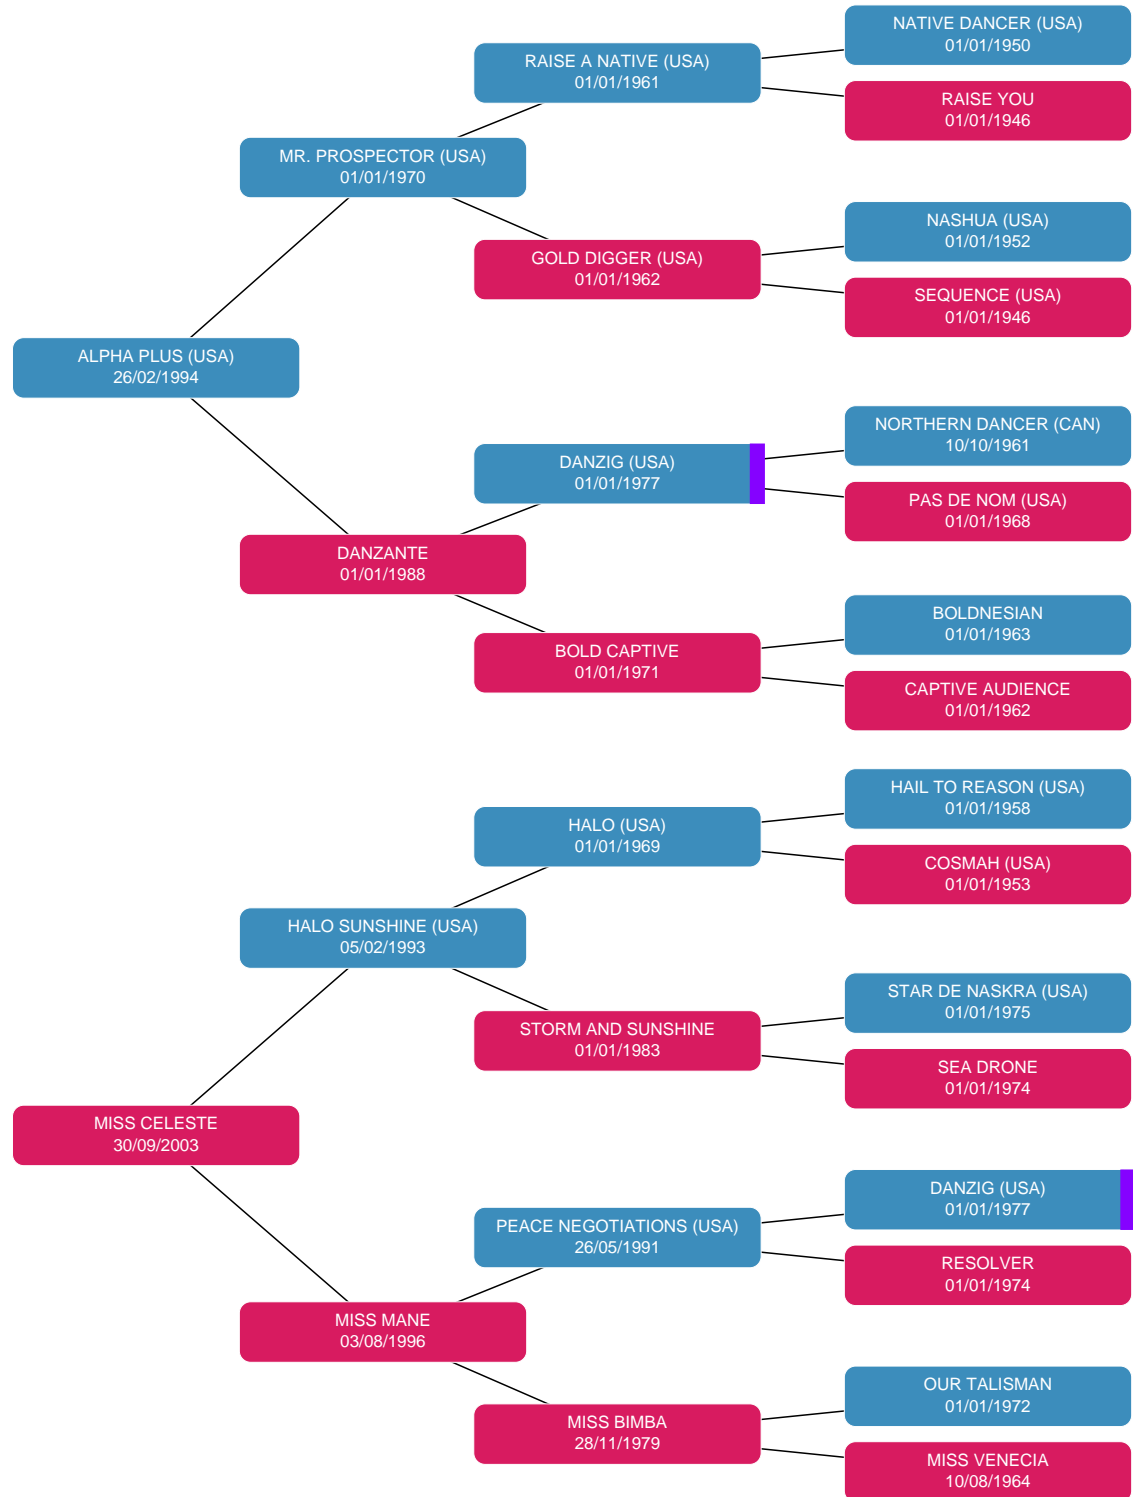 NATIVE DANCER (USA)
01/01/1950
RAISE A NATIVE (USA)
01/01/1961
RAISE YOU
01/01/1946
MR. PROSPECTOR (USA)
01/01/1970
NASHUA (USA)
01/01/1952
GOLD DIGGER (USA)
01/01/1962
SEQUENCE (USA)
01/01/1946
ALPHA PLUS (USA)
26/02/1994
NORTHERN DANCER (CAN)
10/10/1961
DANZIG (USA)
01/01/1977
PAS DE NOM (USA)
01/01/1968
DANZANTE
01/01/1988
BOLDNESIAN
01/01/1963
BOLD CAPTIVE
01/01/1971
CAPTIVE AUDIENCE
01/01/1962
HAIL TO REASON (USA)
01/01/1958
HALO (USA)
01/01/1969
COSMAH (USA)
01/01/1953
HALO SUNSHINE (USA)
05/02/1993
STAR DE NASKRA (USA)
01/01/1975
STORM AND SUNSHINE
01/01/1983
SEA DRONE
01/01/1974
MISS CELESTE
30/09/2003
DANZIG (USA)
01/01/1977
PEACE NEGOTIATIONS (USA)
26/05/1991
RESOLVER
01/01/1974
MISS MANE
03/08/1996
OUR TALISMAN
01/01/1972
MISS BIMBA
28/11/1979
MISS VENECIA
10/08/1964